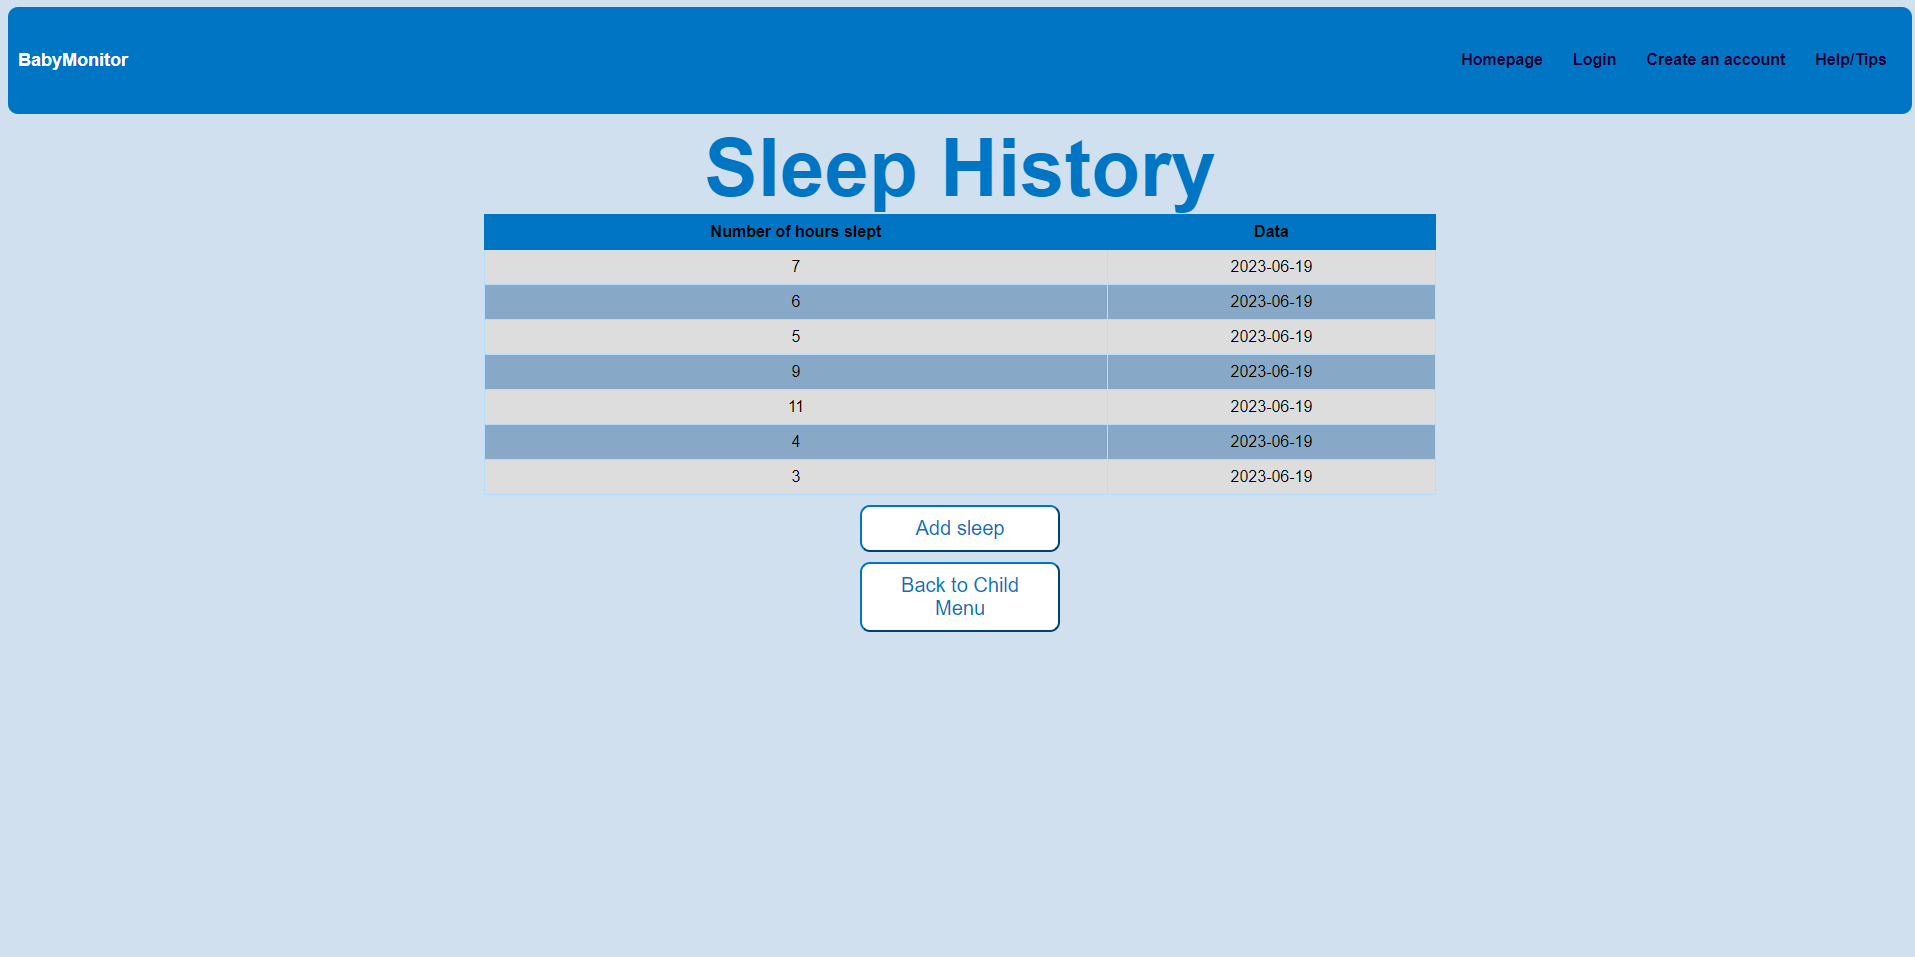 BabyMonitor
Homepage Login Create an account Help/Tips
Sleep History
Number of hours slept Data
7 2023-06-19
6 2023-06-19
5 2023-06-19
9 2023-06-19
11 2023-06-19
4 2023-06-19
3 2023-06-19
Add sleep
Back to Child
Menu